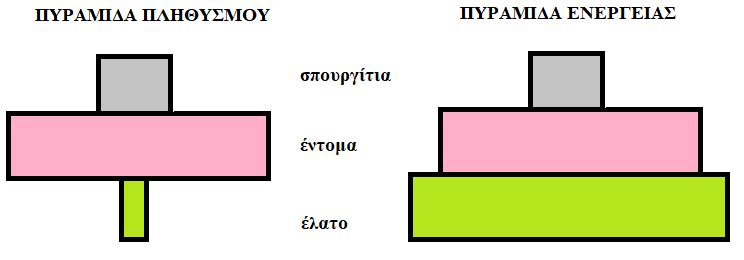 ΠΥΡΑΜΙΔΑ ΠΛΗΘΥΣΜΟΥ
ΠΥΡΑΜΙΔΑ ΕΝΕΡΓΕΙΑΣ
σπουργίτια
έντομα
έλατο